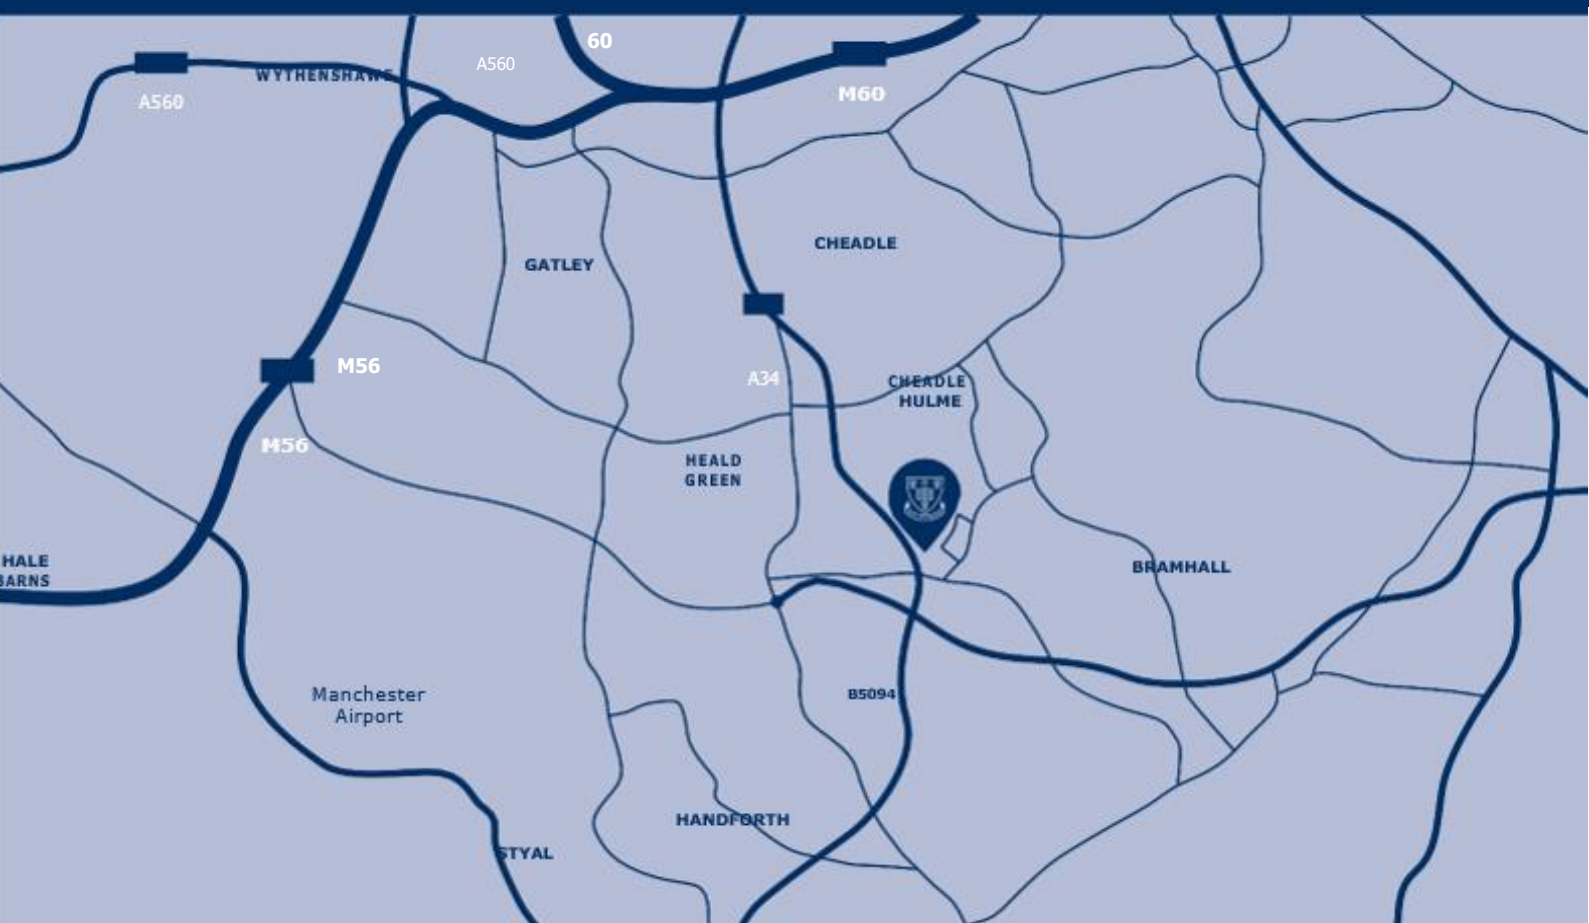 60
A560
WYTHENSHAWE
A560
M60
CHEADLE
GATLEY
M56
A34
CHEADLE
HULME
M56
HEALD
GREEN
HALE
BARNS
BRAMHALL
Manchester
Airport
B5094
HANDFORTH
STYAL